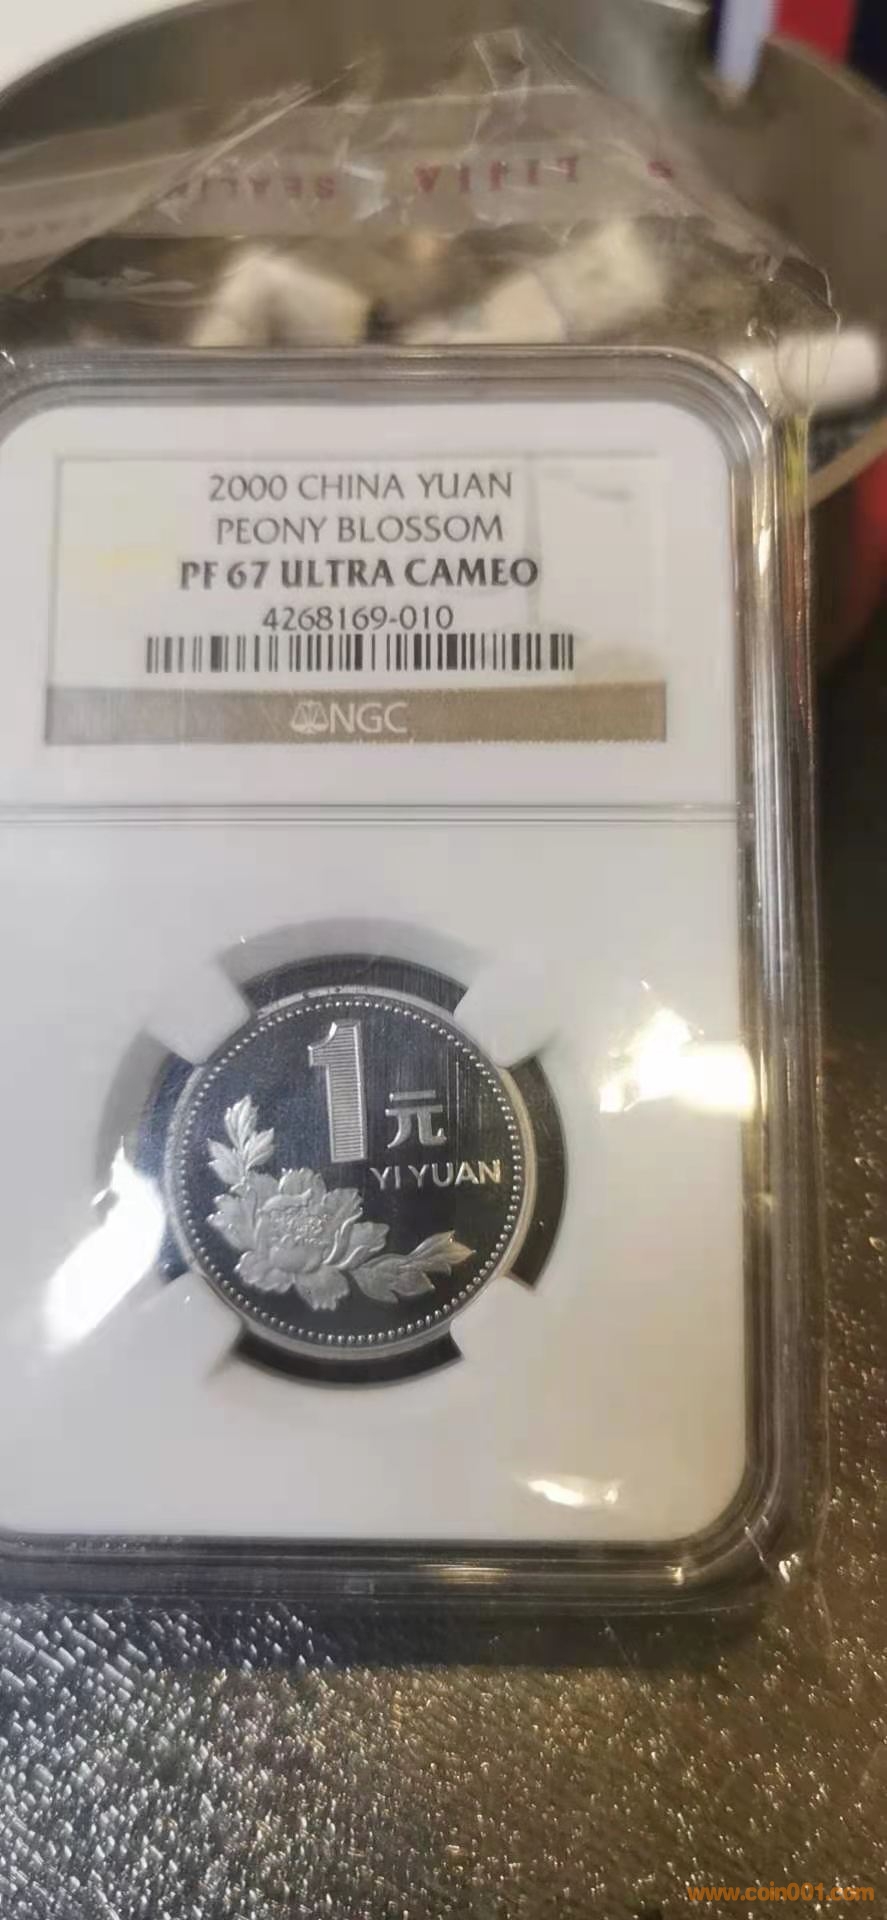 2000 CHINA YUAN
PEONY BLOSSOM
PF 67 ULTRA CAMEO
4268169-010
NGC
1元
YI YUAN
www.coin001.com